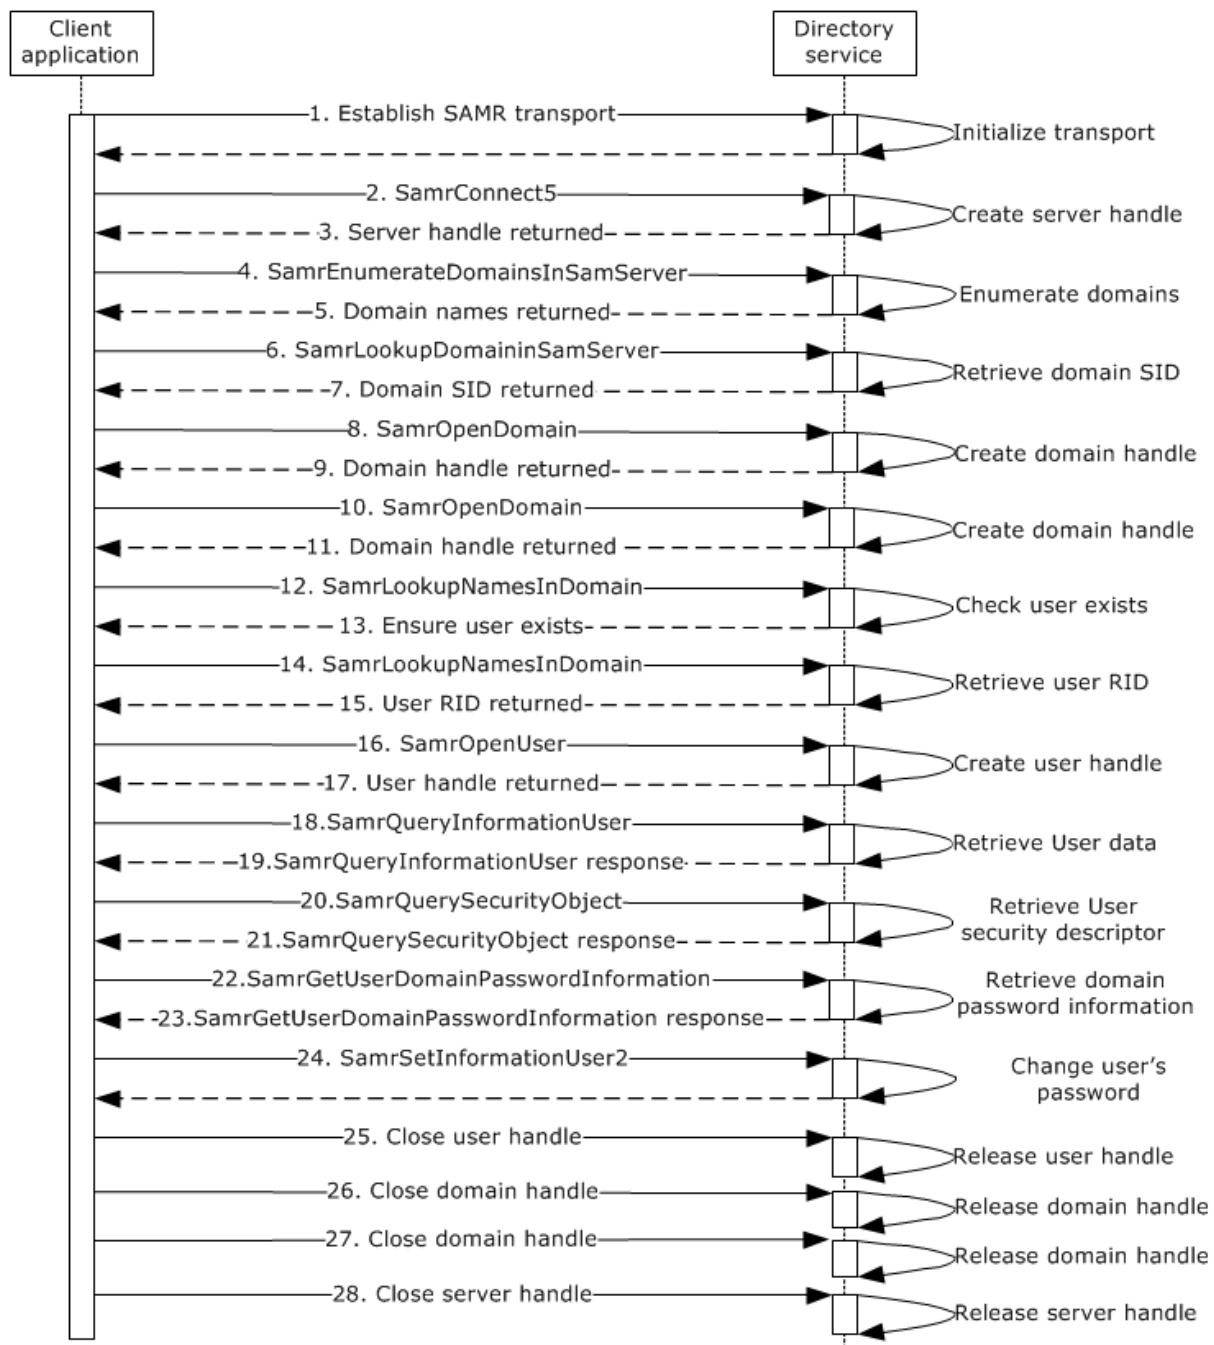 Client
application
Directory
service
1. Establish SAMR transport
Initialize transport
2. SamrConnect5
Create server handle
3. Server handle returned
4. SamrEnumerateDomainsInSamServer
Enumerate domains
5. Domain names returned
6. SamrLookupDomaininSamServer
Retrieve domain SID
7. Domain SID returned
8. SamrOpenDomain
Create domain handle
9. Domain handle returned
10. SamrOpenDomain
Create domain handle
11. Domain handle returned
12. SamrLookupNamesInDomain
Check user exists
13. Ensure user exists
14. SamrLookupNamesInDomain
Retrieve user RID
15. User RID returned
16. SamrOpenUser
Create user handle
17. User handle returned
18.SamrQueryInformationUser
Retrieve User data
19.SamrQueryInformationUser response
20.SamrQuerySecurityObject
Retrieve User
security descriptor
21.SamrQuerySecurityObject response
22.SamrGetUserDomainPasswordInformation
Retrieve domain
password information
23.SamrGetUserDomainPasswordInformation response
24. SamrSetInformationUser2
Change user's
password
25. Close user handle
Release user handle
26. Close domain handle
Release domain handle
27. Close domain handle
Release domain handle
28. Close server handle
Release server handle